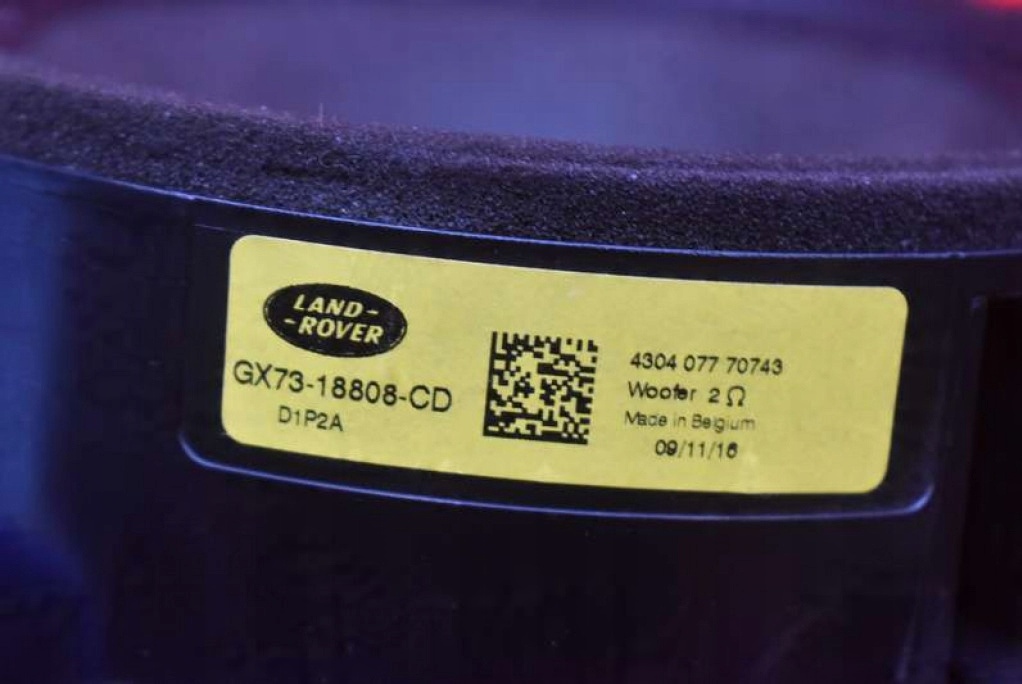 LAND-
-ROVER
GX73-18808-CD
D1P2A
4304 077 70743
Woofer 2 Ω
Made in Belgium
09/11/16